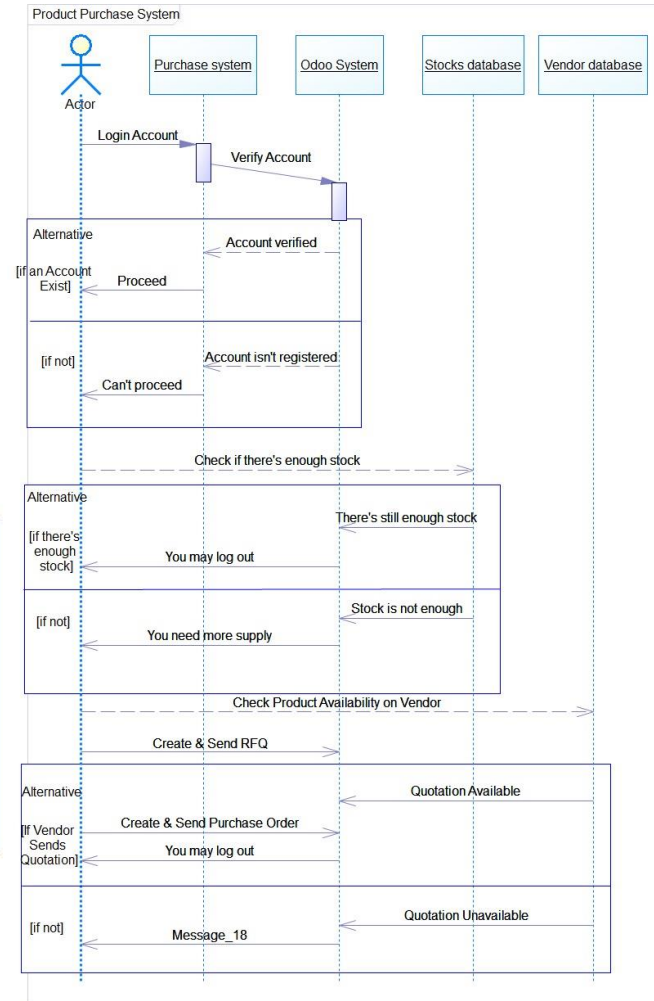 Product Purchase System
Purchase system
Odoo System
Stocks database
Vendor database
Actor
Login Account
Verify Account
Alternative
Account verified
[if an Account
Exist]
Proceed
[if not]
Account isn't registered
Can't proceed
Check if there's enough stock
Alternative
There's still enough stock
[if there's
enough
stock]
You may log out
[if not]
Stock is not enough
You need more supply
Check Product Availability on Vendor
Create & Send RFQ
Alternative
Quotation Available
[If Vendor
Sends
Quotation]
Create & Send Purchase Order
You may log out
[if not]
Quotation Unavailable
Message_18